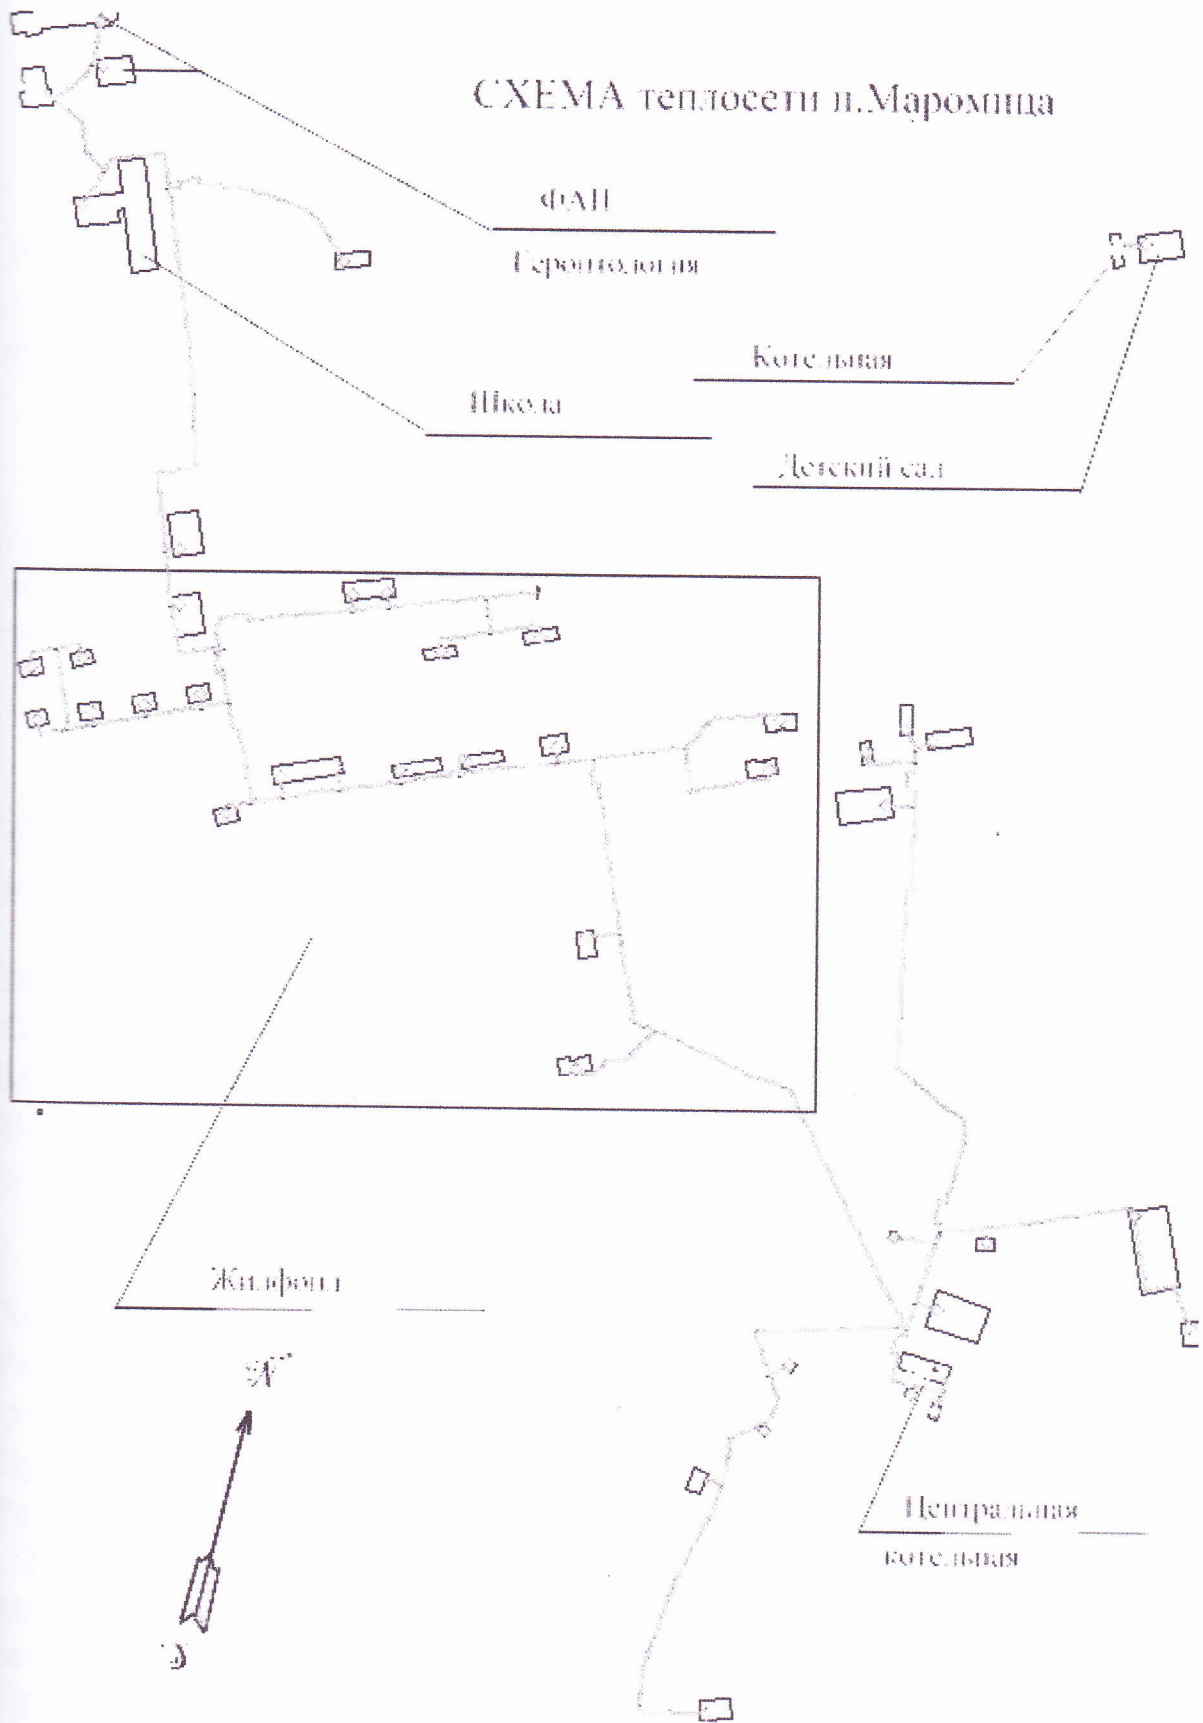 СХЕМА теплосети п.Маромица
ФАП
Геронтология
Котельная
Школа
Детский сад
Жилфонд
Центральная
котельная